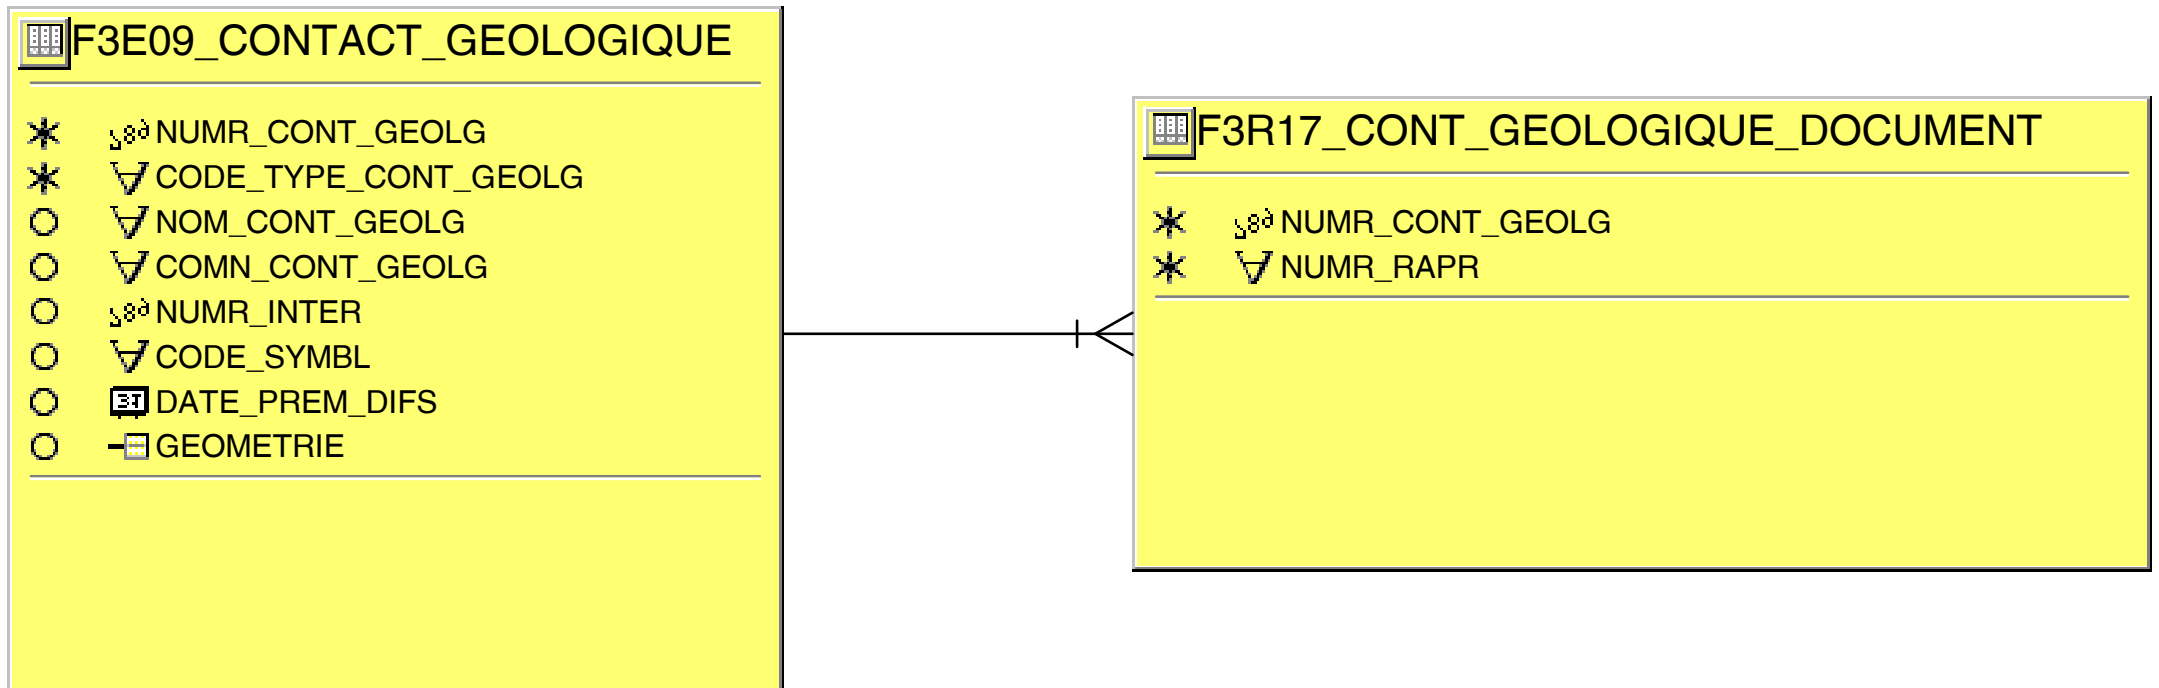 F3E09_CONTACT_GEOLOGIQUE
NUMR_CONT_GEOLG
CODE_TYPE_CONT_GEOLG
NOM_CONT_GEOLG
COMN_CONT_GEOLG
NUMR_INTER
CODE_SYMBL
DATE_PREM_DIFS
GEOMETRIE
F3R17_CONT_GEOLOGIQUE_DOCUMENT
NUMR_CONT_GEOLG
NUMR_RAPR